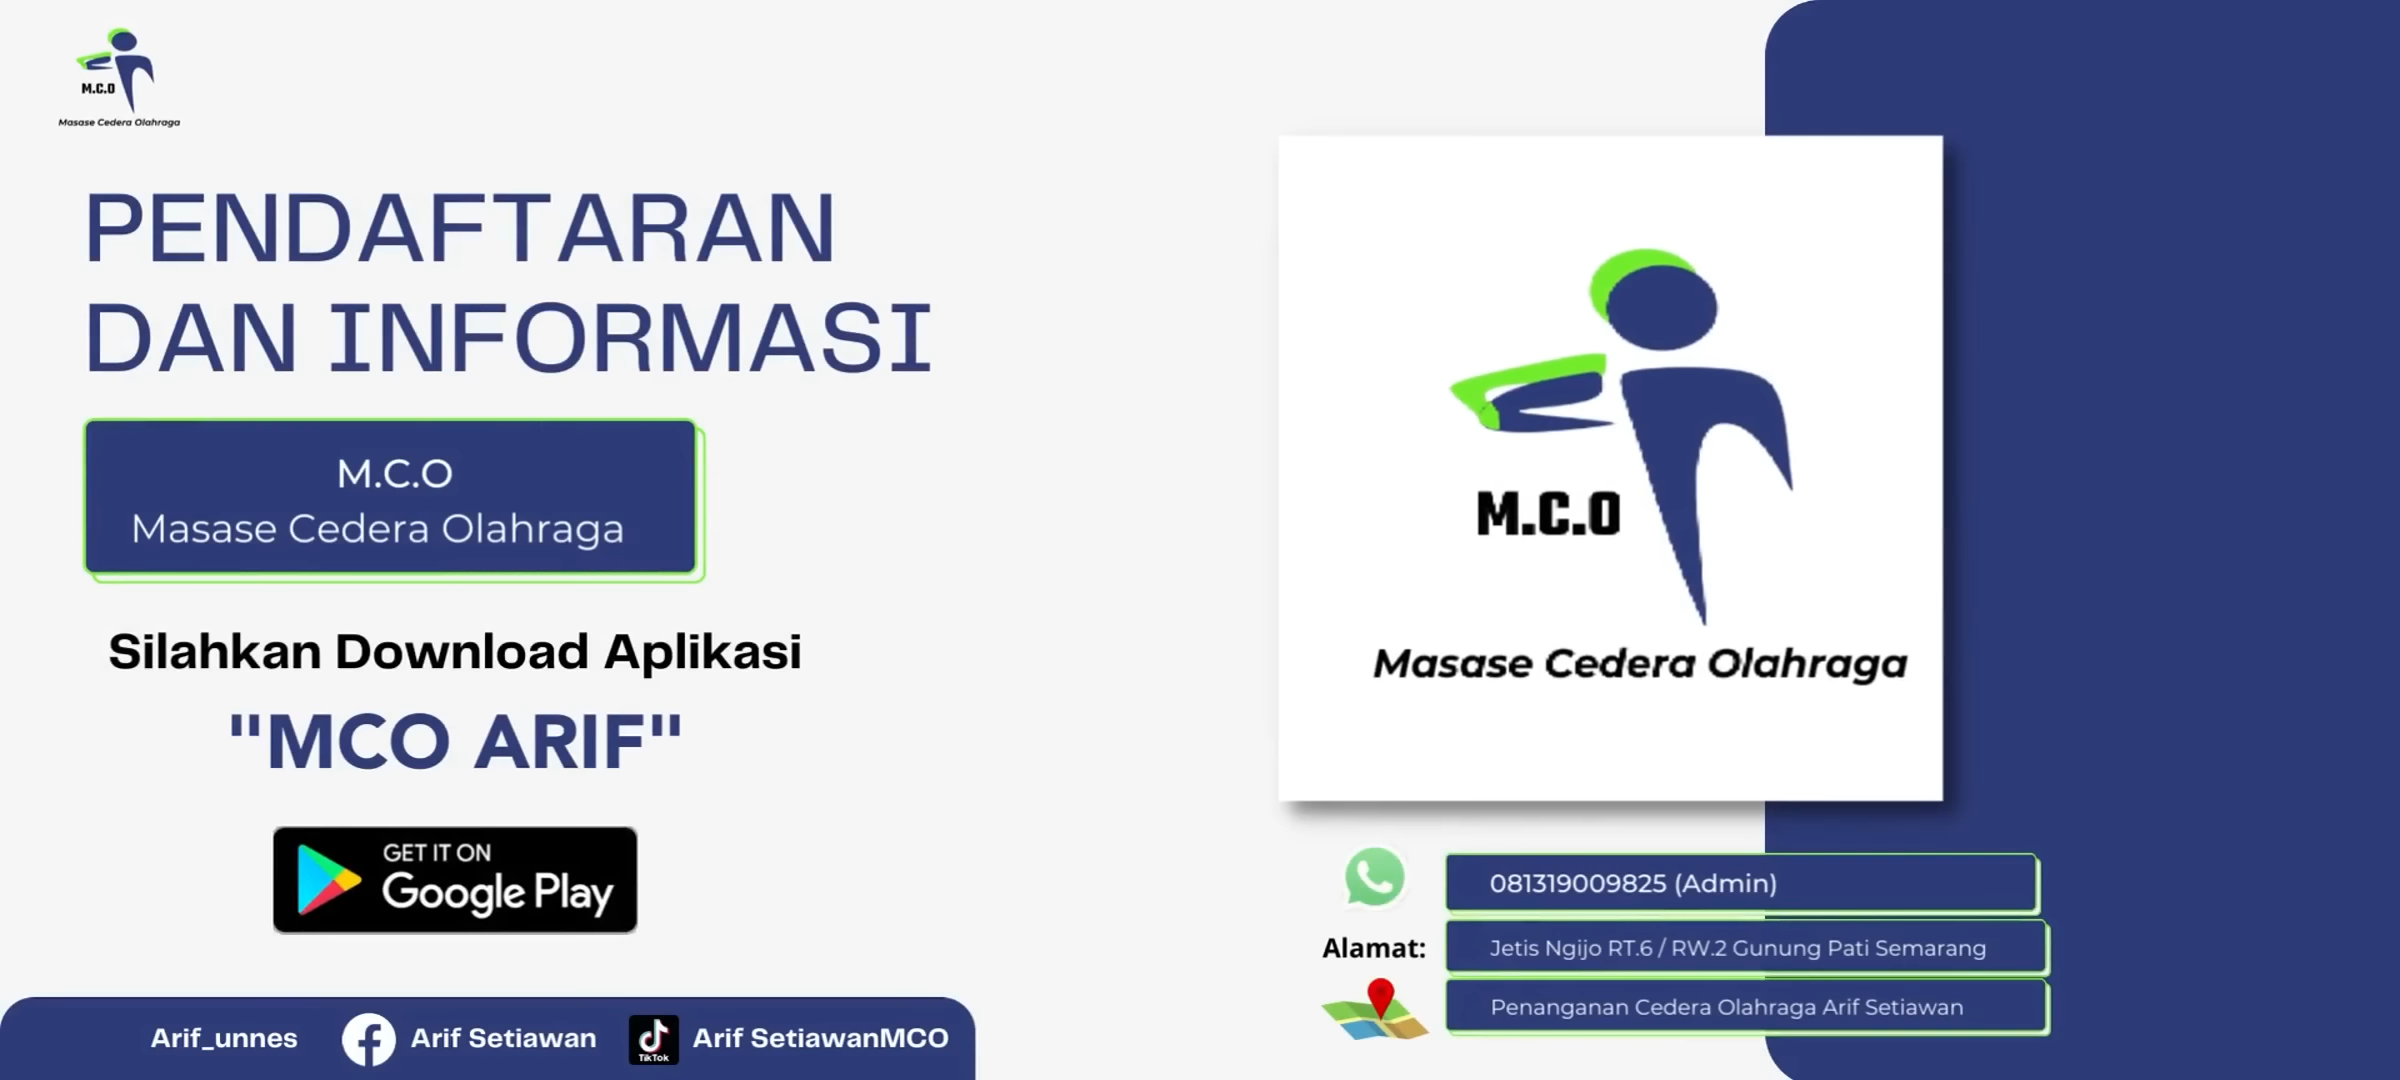 M.C.O
Masase Cedera Olahraga
PENDAFTARAN
DAN INFORMASI
M.C.O
Masase Cedera Olahraga
Silahkan Download Aplikasi
"MCO ARIF"
GET IT ON
Google Play
Arif_unnes
Arif Setiawan
TikTok
Arif SetiawanMCO
M.C.O
Masase Cedera Olahraga
081319009825 (Admin)
Alamat:
Jetis Ngijo RT.6 / RW.2 Gunung Pati Semarang
Penanganan Cedera Olahraga Arif Setiawan